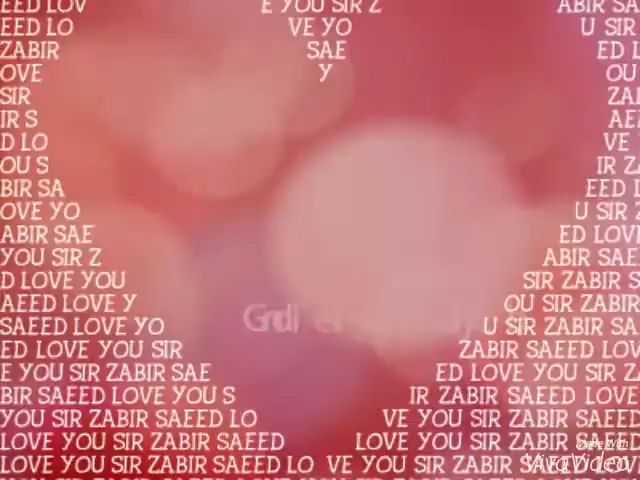 EED LOV E YOU SIR Z ABIR SA
EED LO VE YO U SIR
ZABIR SAE ED L
OVE Y OU
SIR ZA
IR S AE
D LO VE
OU S IR Z
BIR SA EED L
OVE YO U SIR Z
ABIR SAE ED LOV
YOU SIR Z ABIR SAE
D LOVE YOU SIR ZABIR S
AEED LOVE Y OU SIR ZABIR
SAEED LOVE YO U SIR ZABIR SA
ED LOVE YOU SIR ZABIR SAEED LOV
E YOU SIR ZABIR SAE ED LOVE YOU SIR ZA
BIR SAEED LOVE YOU S IR ZABIR SAEED LOVE
YOU SIR ZABIR SAEED LO VE YOU SIR ZABIR SAEED
LOVE YOU SIR ZABIR SAEED LOVE YOU SIR ZABIR
Made With
LOVE YOU SIR ZABIR SAEED LO VE YOU SIR ZABIR
VivaVideo